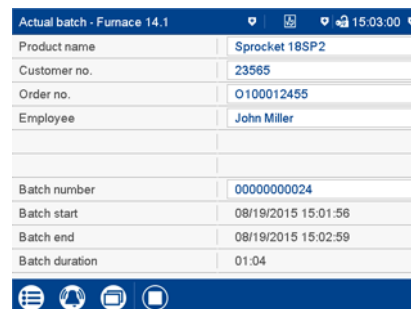 Actual batch - Furnace 14.1 15:03:00
Product name Sprocket 18SP2
Customer no. 23565
Order no. O100012455
Employee John Miller
Batch number 00000000024
Batch start 08/19/2015 15:01:56
Batch end 08/19/2015 15:02:59
Batch duration 01:04